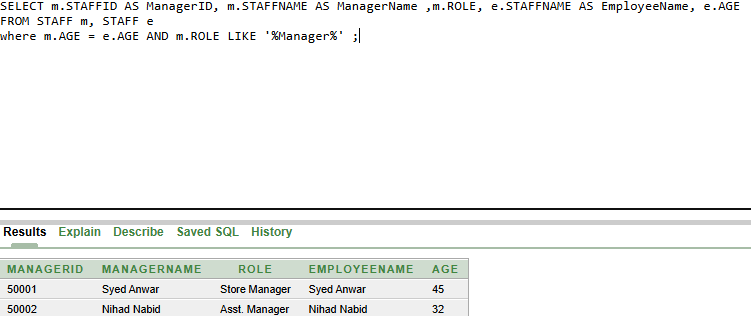 SELECT m.STAFFID AS ManagerID, m.STAFFNAME AS ManagerName ,m.ROLE, e.STAFFNAME AS EmployeeName, e.AGE
FROM STAFF m, STAFF e
where m.AGE = e.AGE AND m.ROLE LIKE '%Manager%' ;
Results Explain Describe Saved SQL History
MANAGERID MANAGERNAME ROLE EMPLOYEENAME AGE
50001 Syed Anwar Store Manager Syed Anwar 45
50002 Nihad Nabid Asst. Manager Nihad Nabid 32